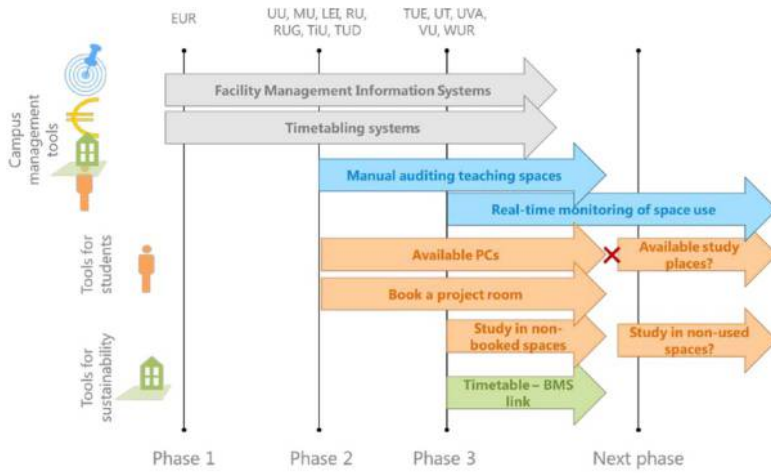 EUR
UU, MU, LEI, RU,
RUG, TiU, TUD
TUE, UT, UVA,
VU, WUR
Campus
management
tools
Facility Management Information Systems
Timetabling systems
Manual auditing teaching spaces
Real-time monitoring of space use
Tools for
students
Available PCs
Available study
places?
Book a project room
Study in non-
booked spaces
Study in non-used
spaces?
Tools for
sustainability
Timetable – BMS
link
Phase 1
Phase 2
Phase 3
Next phase